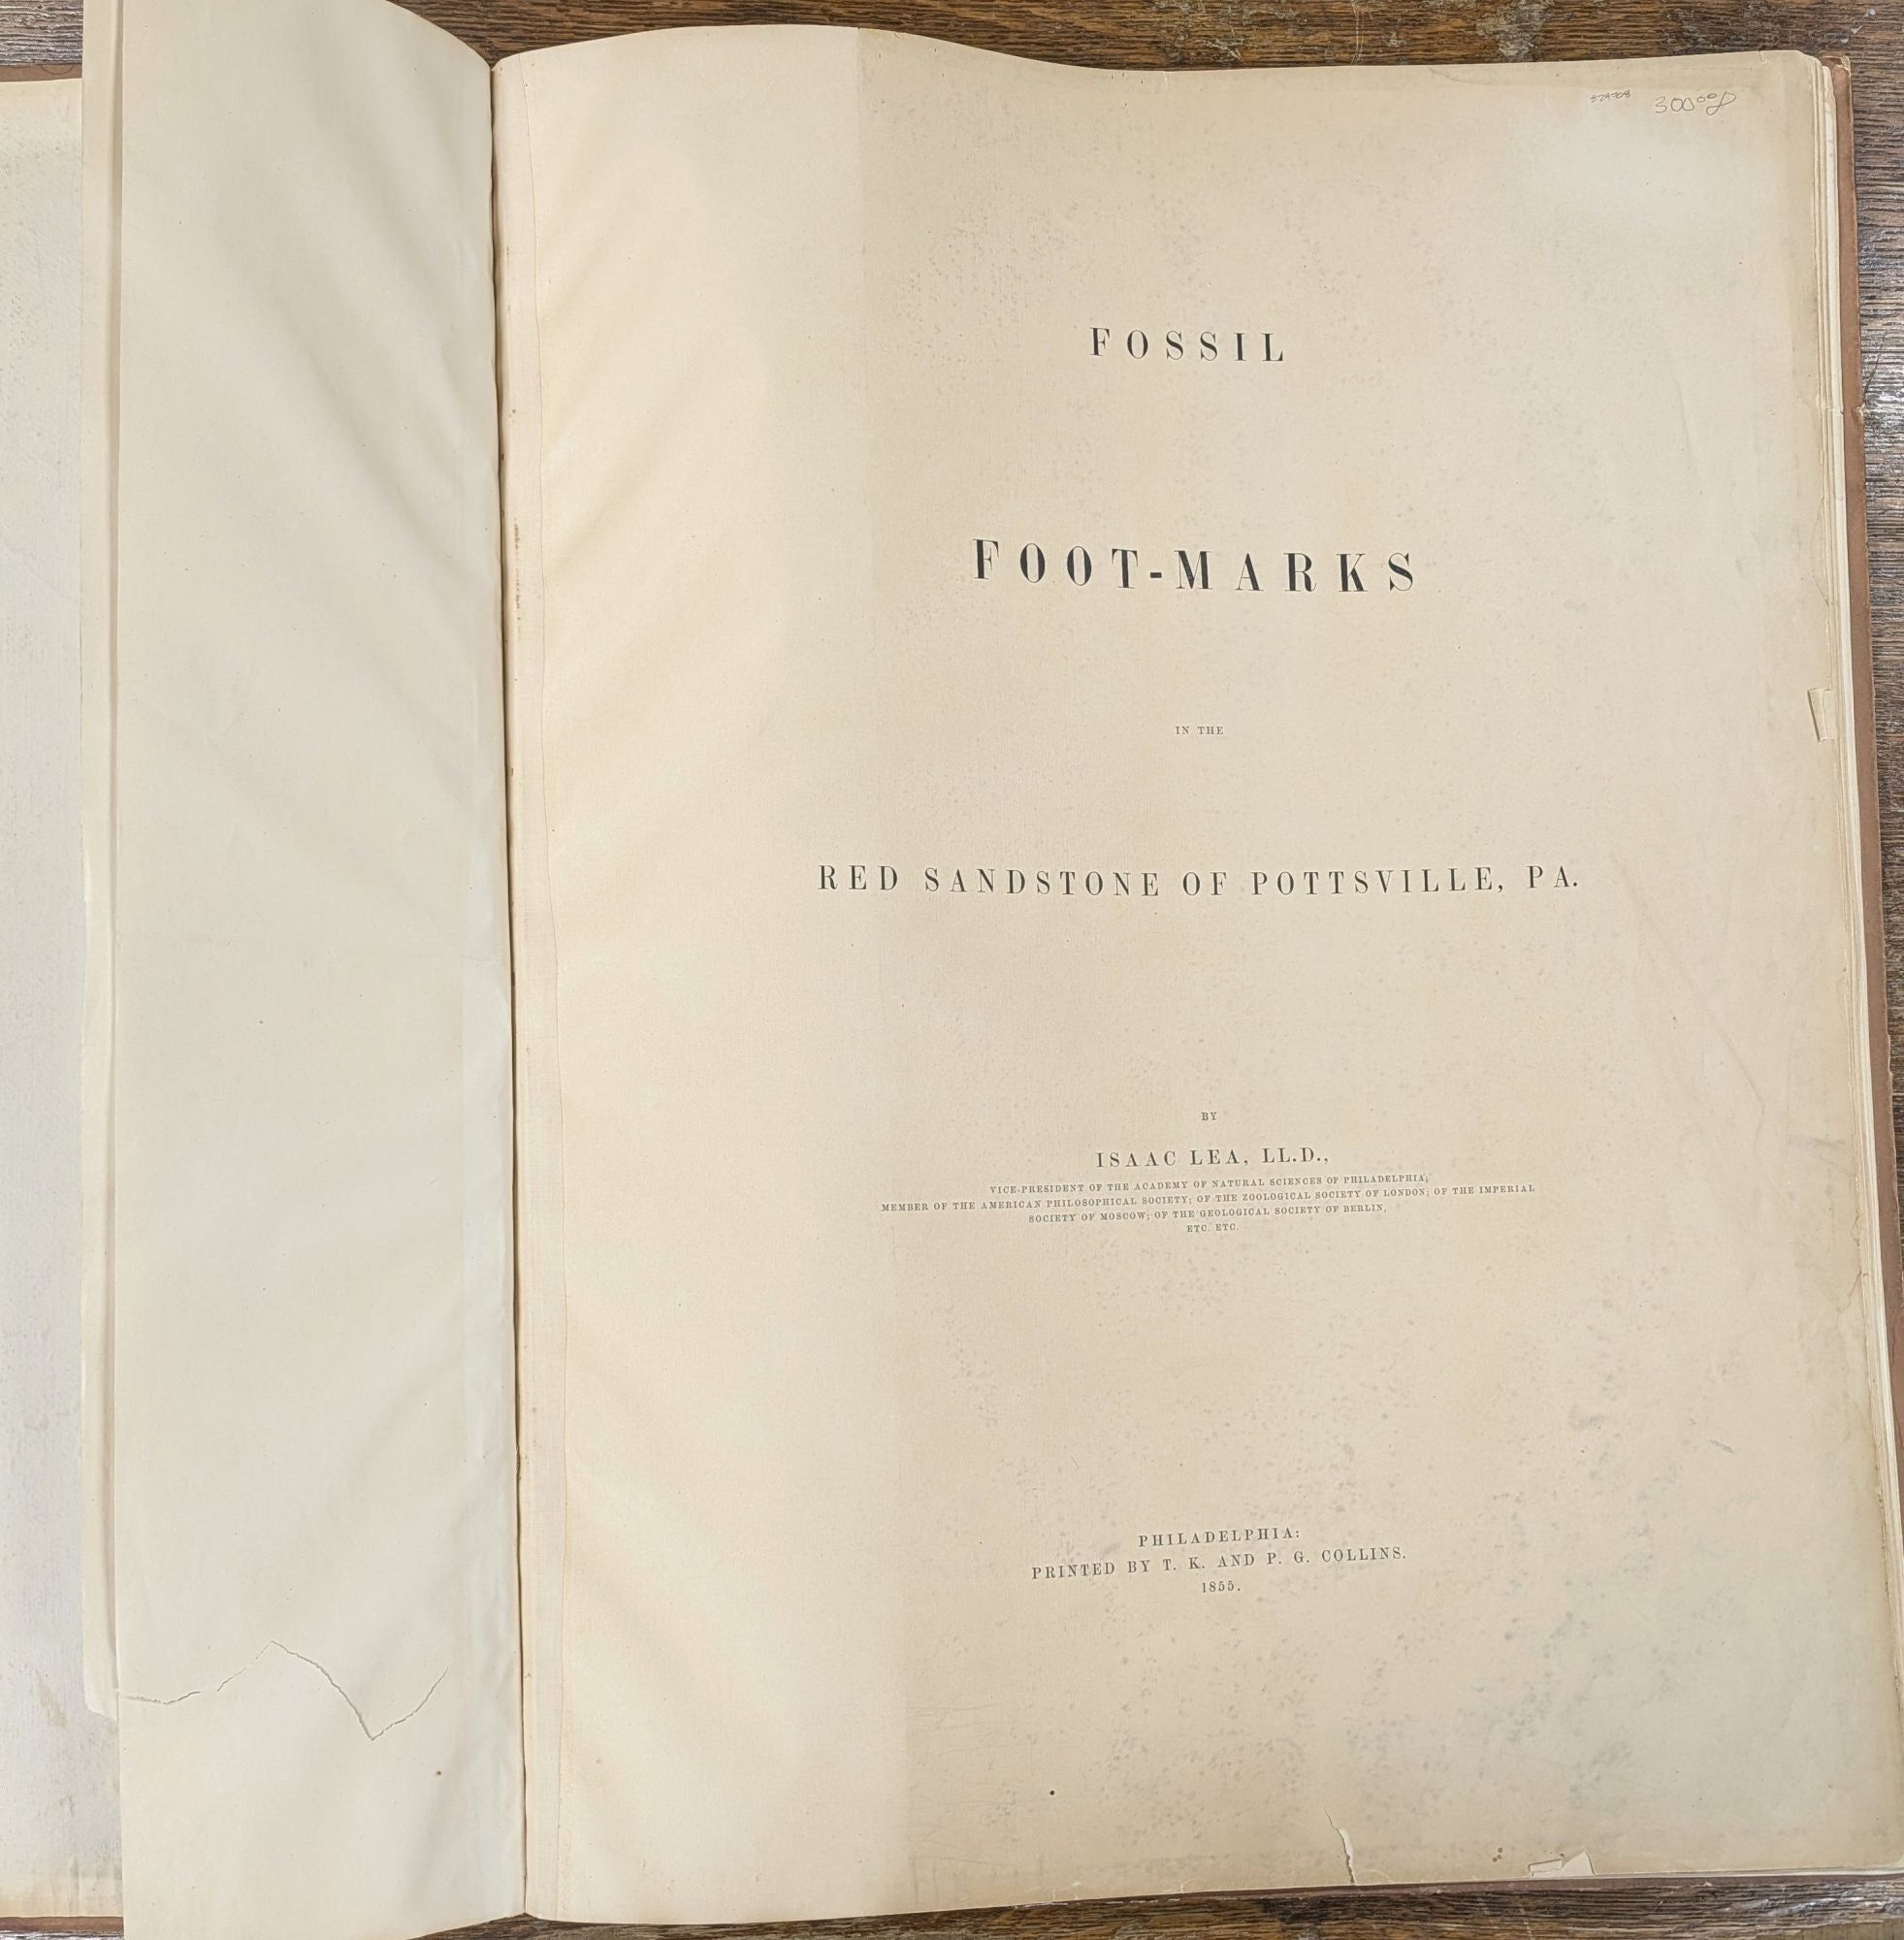 300.00
FOSSIL
FOOT-MARKS
IN THE
RED SANDSTONE OF POTTSVILLE, PA.
BY
ISAAC LEA, LL.D.,
VICE-PRESIDENT OF THE ACADEMY OF NATURAL SCIENCES OF PHILADELPHIA;
MEMBER OF THE AMERICAN PHILOSOPHICAL SOCIETY; OF THE ZOOLOGICAL SOCIETY OF LONDON; OF THE IMPERIAL
SOCIETY OF MOSCOW; OF THE GEOLOGICAL SOCIETY OF BERLIN,
ETC. ETC.
PHILADELPHIA:
PRINTED BY T. K. AND P. G. COLLINS.
1855.